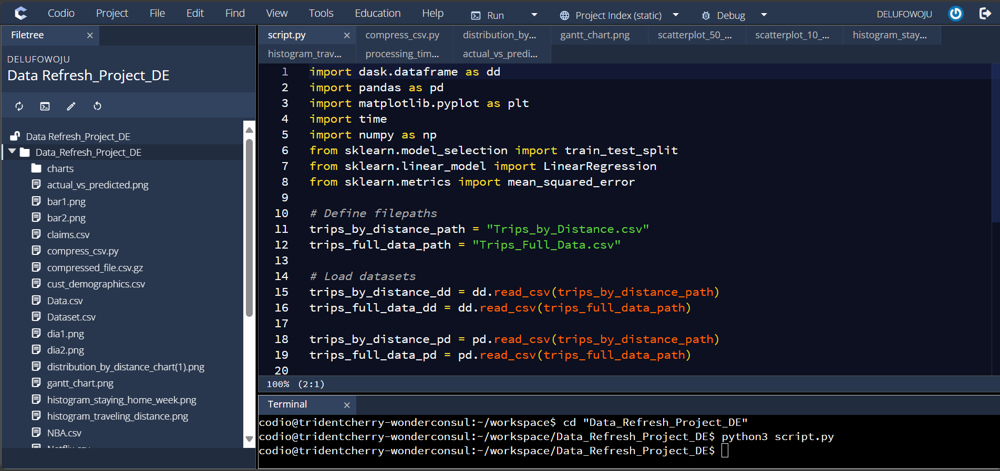 Codio Project File Edit Find View Tools Education Help Run Project Index (static) Debug DELUFOWOJU
Filetree ×
DELUFOWOJU
Data Refresh_Project_DE
Data Refresh_Project_DE
Data_Refresh_Project_DE
charts
actual_vs_predicted.png
bar1.png
bar2.png
claims.csv
compress_csv.py
compressed_file.csv.gz
cust_demographics.csv
Data.csv
Dataset.csv
dia1.png
dia2.png
distribution_by_distance_chart(1).png
gantt_chart.png
histogram_staying_home_week.png
histogram_traveling_distance.png
NBA.csv
script.py × compress_csv.py distribution_by... gantt_chart.png scatterplot_50_... scatterplot_10_... histogram_stay...
histogram_trav... processing_tim... actual_vs_predi...
1 import dask.dataframe as dd
2 import pandas as pd
3 import matplotlib.pyplot as plt
4 import time
5 import numpy as np
6 from sklearn.model_selection import train_test_split
7 from sklearn.linear_model import LinearRegression
8 from sklearn.metrics import mean_squared_error
9
10 # Define filepaths
11 trips_by_distance_path = "Trips_by_Distance.csv"
12 trips_full_data_path = "Trips_Full_Data.csv"
13
14 # Load datasets
15 trips_by_distance_dd = dd.read_csv(trips_by_distance_path)
16 trips_full_data_dd = dd.read_csv(trips_full_data_path)
17
18 trips_by_distance_pd = pd.read_csv(trips_by_distance_path)
19 trips_full_data_pd = pd.read_csv(trips_full_data_path)
20
100% (2:1)
Terminal ×
codio@tridentcherry-wonderconsul:~/workspace$ cd "Data_Refresh_Project_DE"
codio@tridentcherry-wonderconsul:~/workspace/Data_Refresh_Project_DE$ python3 script.py
codio@tridentcherry-wonderconsul:~/workspace/Data_Refresh_Project_DE$